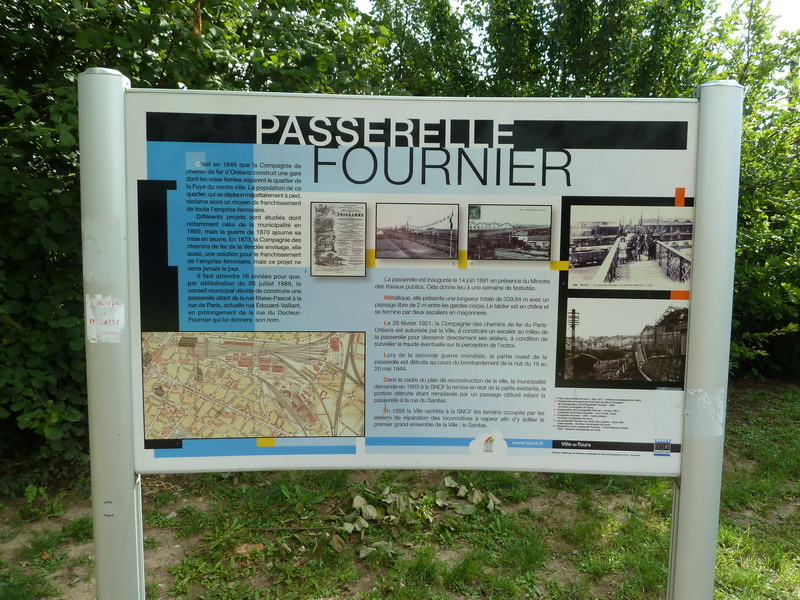 PASSERELLE
FOURNIER
C'est en 1849 que la Compagnie de
chemin de fer d'Orléans construit une gare
dont les voies ferrées séparent le quartier de
la Fuye du centre ville. La population de ce
quartier, qui se déplace majoritairement à pied,
réclame alors un moyen de franchissement
de toute l'emprise ferroviaire.
Différents projets sont étudiés dont
notamment celui de la municipalité en
1869, mais la guerre de 1870 ajourne sa
mise en œuvre. En 1873, la Compagnie des
chemins de fer de la Vendée envisage, elle
aussi, une solution pour le franchissement
de l'emprise ferroviaire, mais ce projet ne
verra jamais le jour.
Il faut attendre 16 années pour que,
par délibération du 26 juillet 1889, le
conseil municipal décide de construire une
passerelle allant de la rue Blaise-Pascal à la
rue de Paris, actuelle rue Édouard-Vaillant,
en prolongement de la rue du Docteur-
Fournier qui lui donnera son nom.
PROGRAMME
La passerelle est inaugurée le 14 juin 1891 en présence du Ministre
des travaux publics. Cela donne lieu à une semaine de festivités.
Métallique, elle présente une longueur totale de 339,84 m avec un
passage libre de 2 m entre les gardes-corps. Le tablier est en chêne et
se termine par deux escaliers en maçonnerie.
Le 26 février 1921, la Compagnie des chemins de fer du Paris-
Orléans est autorisée par la Ville, à construire un escalier au milieu de
la passerelle pour desservir directement ses ateliers, à condition de
surveiller la fraude éventuelle sur la perception de l'octroi.
Lors de la seconde guerre mondiale, la partie ouest de la
passerelle est détruite au cours du bombardement de la nuit du 19 au
20 mai 1944.
Dans le cadre du plan de reconstruction de la ville, la municipalité
demande en 1953 à la SNCF la remise en état de la partie existante, la
portion détruite étant remplacée par un passage clôturé reliant la
passerelle à la rue du Sanitas.
En 1956 la Ville rachète à la SNCF les terrains occupés par les
ateliers de réparation des locomotives à vapeur afin d'y édifier le
premier grand ensemble de la Ville : le Sanitas.
www.tours.fr
Ville de Tours